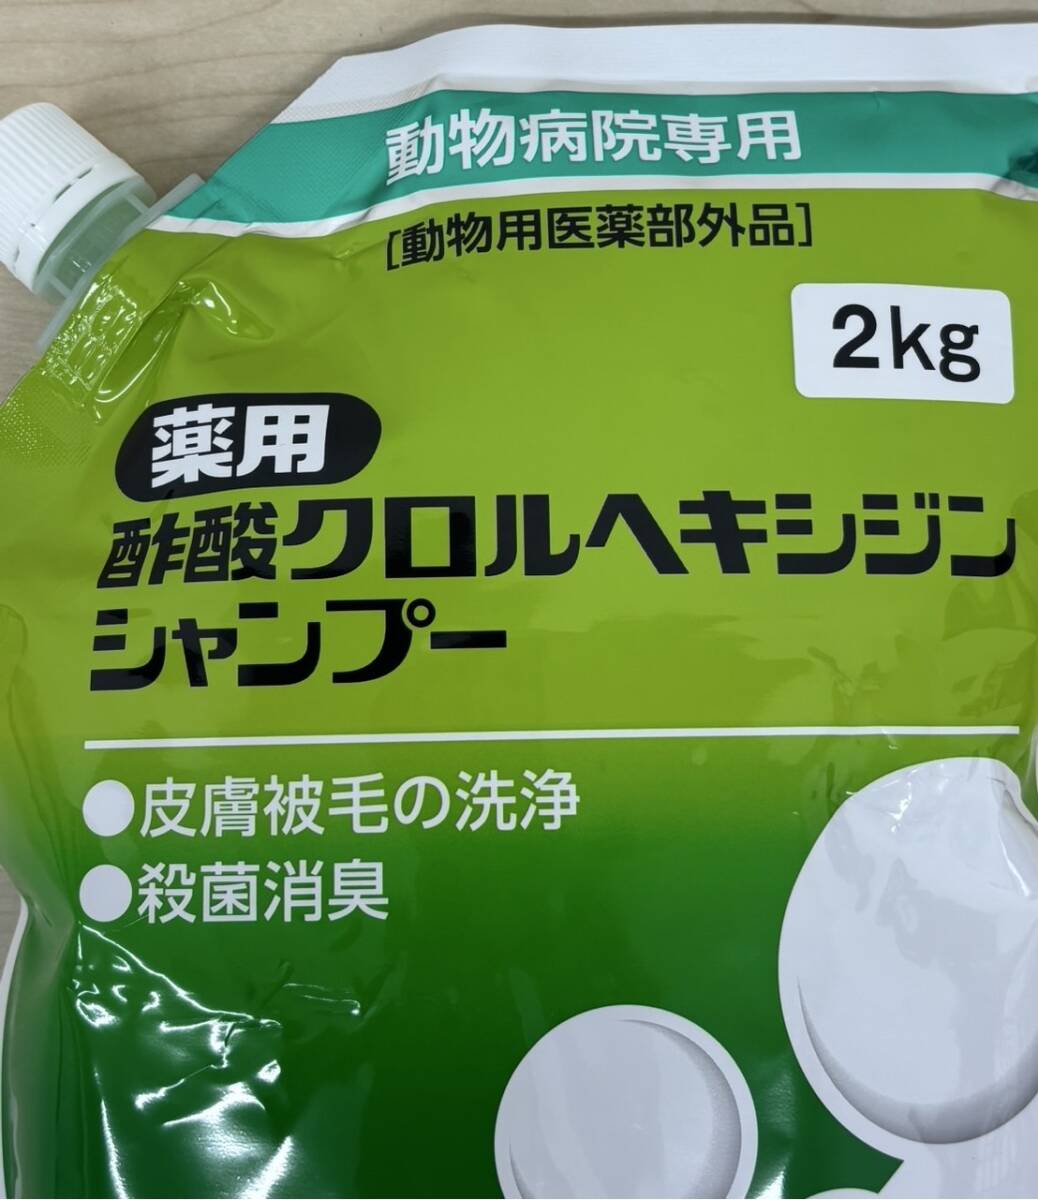 動物病院専用
[動物用医薬部外品]
2kg
薬用
酢酸クロルヘキシジン
シャンプー
●皮膚被毛の洗浄
●殺菌消臭